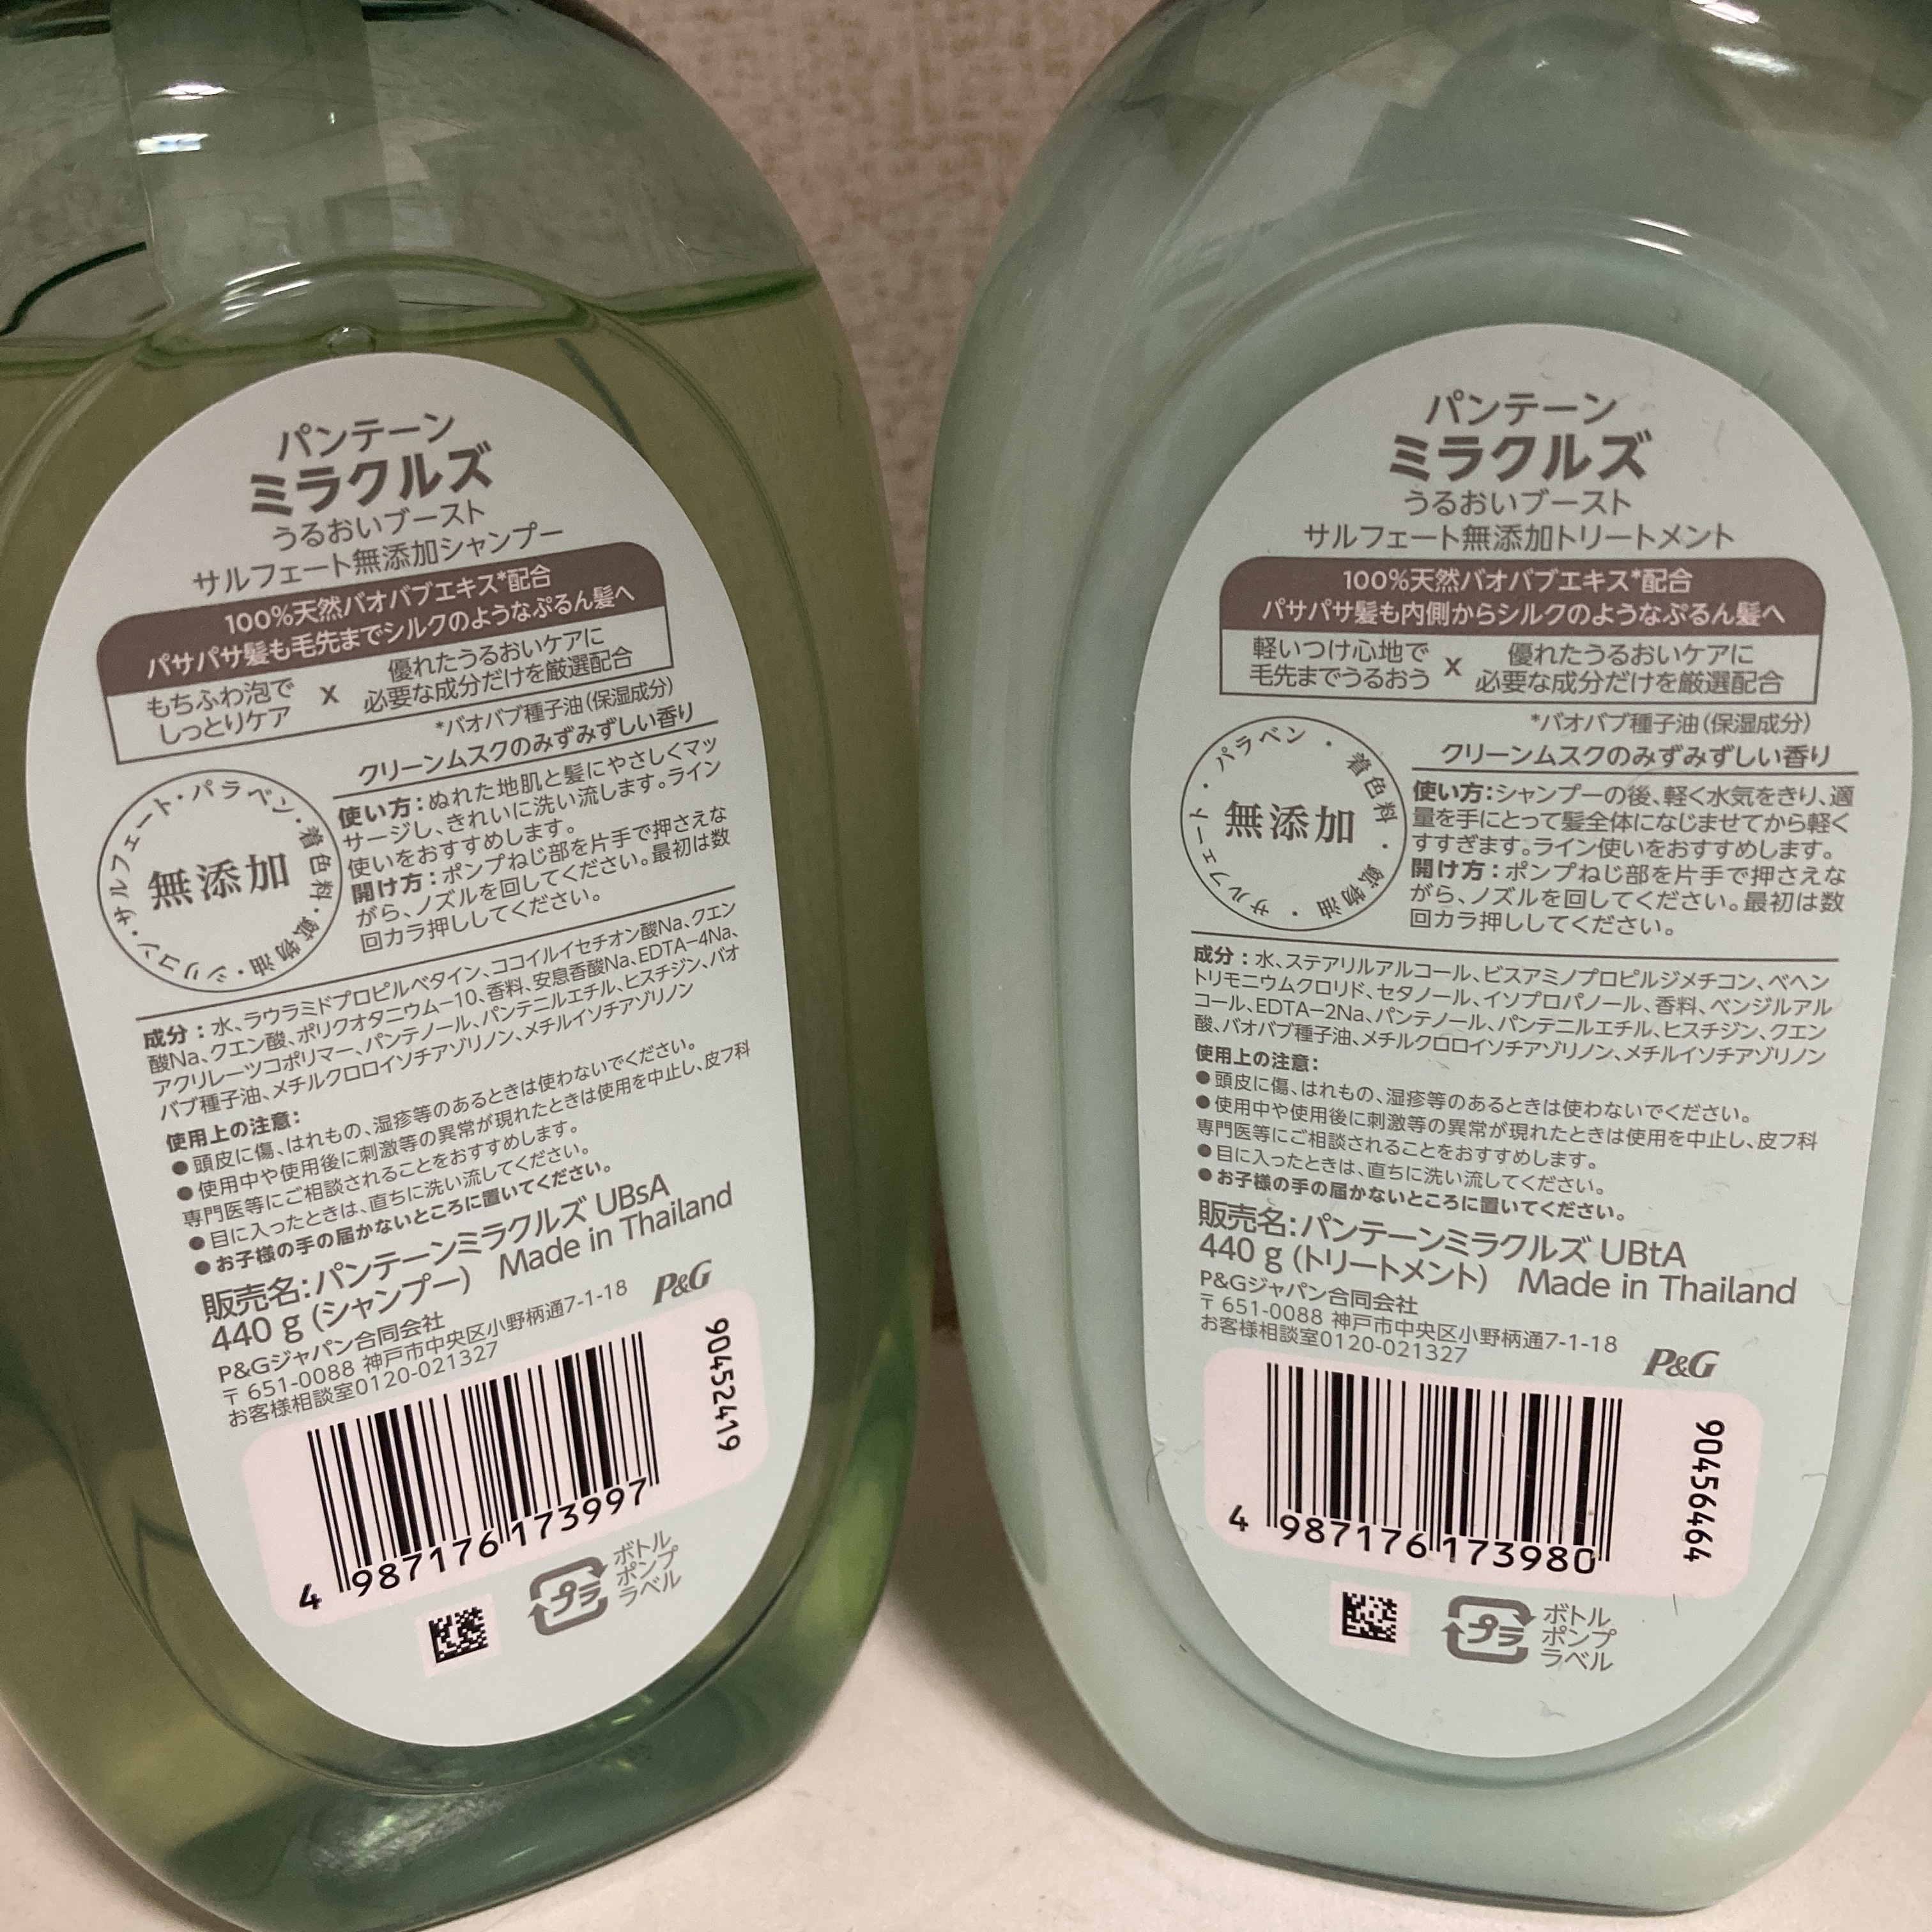 パンテーン
ミラクルズ
うるおいブースト
サルフェート無添加シャンプー
100%天然バオバブエキス*配合
パサパサ髪も毛先までシルクのようなぷるん髪へ
もちふわ泡で
しっとりケア
x
優れたうるおいケアに
必要な成分だけを厳選配合
*バオバブ種子油(保湿成分)
クリーンムスクのみずみずしい香り
サルフェート・パラベン・着色料・鉱物油・シリコン・
無添加
使い方:ぬれた地肌と髪にやさしくマッ
サージし、きれいに洗い流します。ライン
使いをおすすめします。
開け方:ポンプねじ部を片手で押さえな
がら、ノズルを回してください。最初は数
回カラ押ししてください。
成分:水、ラウラミドプロピルベタイン、ココイルイセチオン酸Na、クエン
酸Na、クエン酸、ポリクオタニウム-10、香料、安息香酸Na、EDTA-4Na、
アクリレーツコポリマー、パンテノール、パンテニルエチル、ヒスチジン、バオ
バブ種子油、メチルクロロイソチアゾリノン、メチルイソチアゾリノン
使用上の注意:
●頭皮に傷、はれもの、湿疹等のあるときは使わないでください。
●使用中や使用後に刺激等の異常が現れたときは使用を中止し、皮フ科
専門医等にご相談されることをおすすめします。
●目に入ったときは、直ちに洗い流してください。
●お子様の手の届かないところに置いてください。
販売名:パンテーンミラクルズ UBsA
440 g (シャンプー) Made in Thailand
P&Gジャパン合同会社
〒 651-0088 神戸市中央区小野柄通7-1-18
お客様相談室0120-021327
P&G
90452419
4 987176 173997
プラ
ボトル
ポンプ
ラベル
パンテーン
ミラクルズ
うるおいブースト
サルフェート無添加トリートメント
100%天然バオバブエキス*配合
パサパサ髪も内側からシルクのようなぷるん髪へ
軽いつけ心地で
毛先までうるおう
x
優れたうるおいケアに
必要な成分だけを厳選配合
*バオバブ種子油(保湿成分)
クリーンムスクのみずみずしい香り
サルフェート・パラベン・着色料・鉱物油・
無添加
使い方:シャンプーの後、軽く水気をきり、適
量を手にとって髪全体になじませてから軽く
すすぎます。ライン使いをおすすめします。
開け方:ポンプねじ部を片手で押さえな
がら、ノズルを回してください。最初は数
回カラ押ししてください。
成分:水、ステアリルアルコール、ビスアミノプロピルジメチコン、ベヘン
トリモニウムクロリド、セタノール、イソプロパノール、香料、ベンジルアル
コール、EDTA-2Na、パンテノール、パンテニルエチル、ヒスチジン、クエン
酸、バオバブ種子油、メチルクロロイソチアゾリノン、メチルイソチアゾリノン
使用上の注意:
●頭皮に傷、はれもの、湿疹等のあるときは使わないでください。
●使用中や使用後に刺激等の異常が現れたときは使用を中止し、皮フ科
専門医等にご相談されることをおすすめします。
●目に入ったときは、直ちに洗い流してください。
●お子様の手の届かないところに置いてください。
販売名:パンテーンミラクルズ UBtA
440 g (トリートメント) Made in Thailand
P&Gジャパン合同会社
〒 651-0088 神戸市中央区小野柄通7-1-18
お客様相談室0120-021327
P&G
90456464
4 987176 173980
プラ
ボトル
ポンプ
ラベル